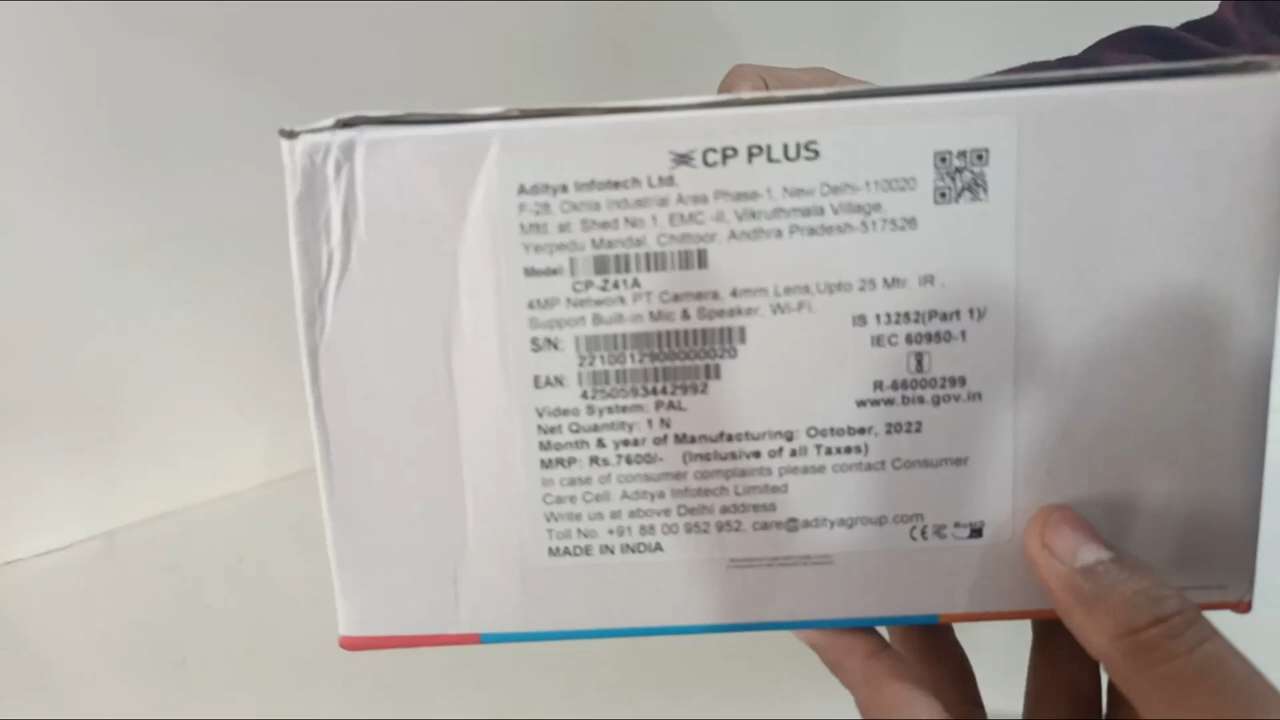 CP PLUS
Aditya Infotech Ltd.
F-28, Okhla Industrial Area Phase-1, New Delhi-110020
Mfd. at: Shed No.1, EMC -II, Vikruthmala Village,
Yerpedu Mandal, Chittoor, Andhra Pradesh-517526
Model:
CP-Z41A
4MP Network PT Camera, 4mm Lens,Upto 25 Mtr. IR ,
Support Built-in Mic & Speaker, Wi-Fi.
S/N:
2210012900000020
EAN:
4250593442992
IS 13252(Part 1)/
IEC 60950-1
R-66000299
www.bis.gov.in
Video System: PAL
Net Quantity: 1 N
Month & year of Manufacturing: October, 2022
MRP: Rs.7600/- (Inclusive of all Taxes)
In case of consumer complaints please contact Consumer
Care Cell: Aditya Infotech Limited
Write us at above Delhi address
Toll No. +91 88 00 952 952, care@adityagroup.com
CE
MADE IN INDIA